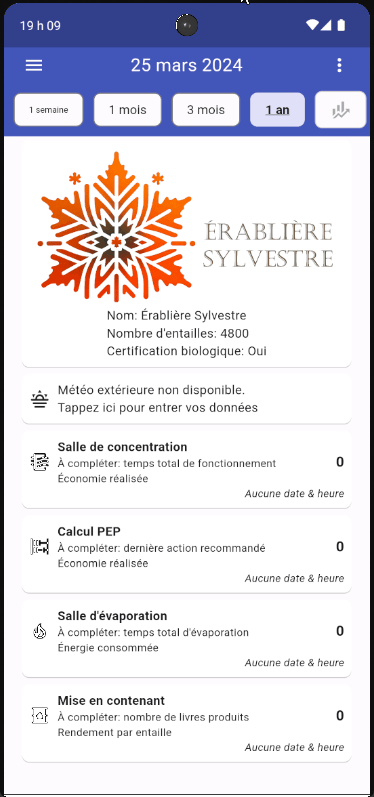 19 h 09
25 mars 2024
1 semaine
1 mois
3 mois
1 an
ÉRABLIÈRE
SYLVESTRE
Nom: Érablière Sylvestre
Nombre d'entailles: 4800
Certification biologique: Oui
Météo extérieure non disponible.
Tappez ici pour entrer vos données
Salle de concentration
À compléter: temps total de fonctionnement
0
Économie réalisée
Aucune date & heure
Calcul PEP
À compléter: dernière action recommandé
0
Économie réalisée
Aucune date & heure
Salle d'évaporation
À compléter: temps total d'évaporation
0
Énergie consommée
Aucune date & heure
Mise en contenant
À compléter: nombre de livres produits
0
Rendement par entaille
Aucune date & heure